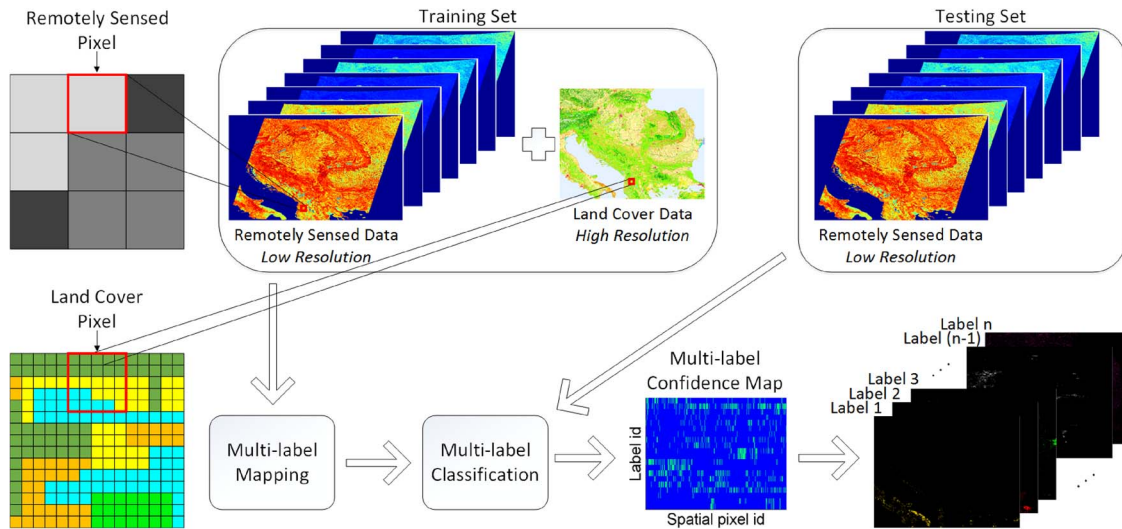 Remotely Sensed
Pixel
Training Set
Testing Set
Remotely Sensed Data
Low Resolution
Land Cover Data
High Resolution
Remotely Sensed Data
Low Resolution
Land Cover
Pixel
Multi-label
Mapping
Multi-label
Classification
Multi-label
Confidence Map
Label id
Spatial pixel id
Label n
Label (n-1)
Label 3
Label 2
Label 1